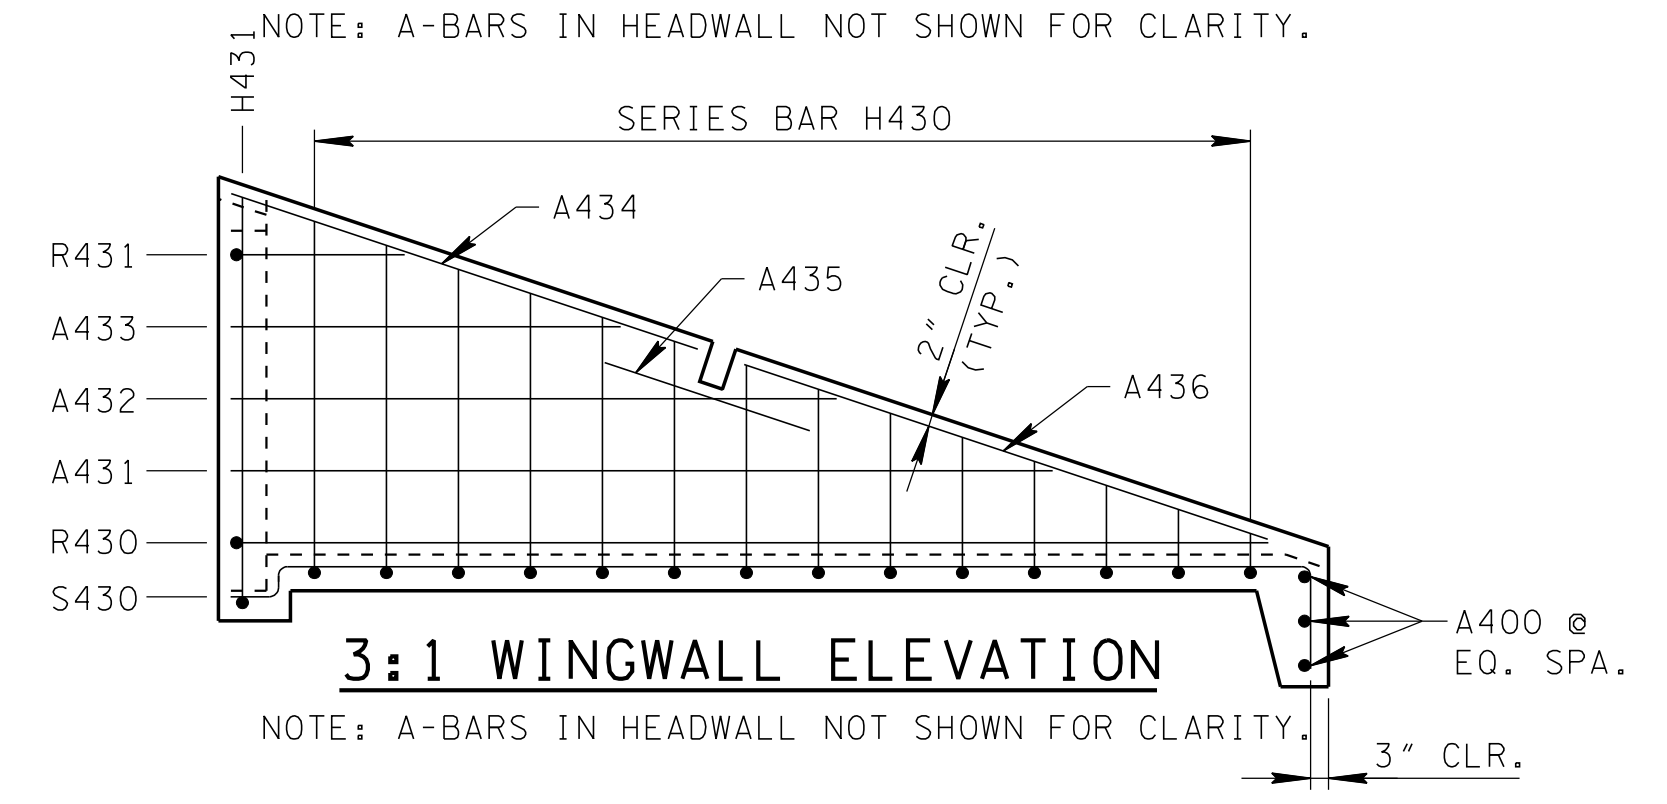 NOTE: A-BARS IN HEADWALL NOT SHOWN FOR CLARITY.
H431
SERIES BAR H430
A434
A435
2" CLR.
(TYP.)
A436
R431
A433
A432
A431
R430
S430
A400 @
EQ. SPA.
3:1 WINGWALL ELEVATION
NOTE: A-BARS IN HEADWALL NOT SHOWN FOR CLARITY.
3" CLR.